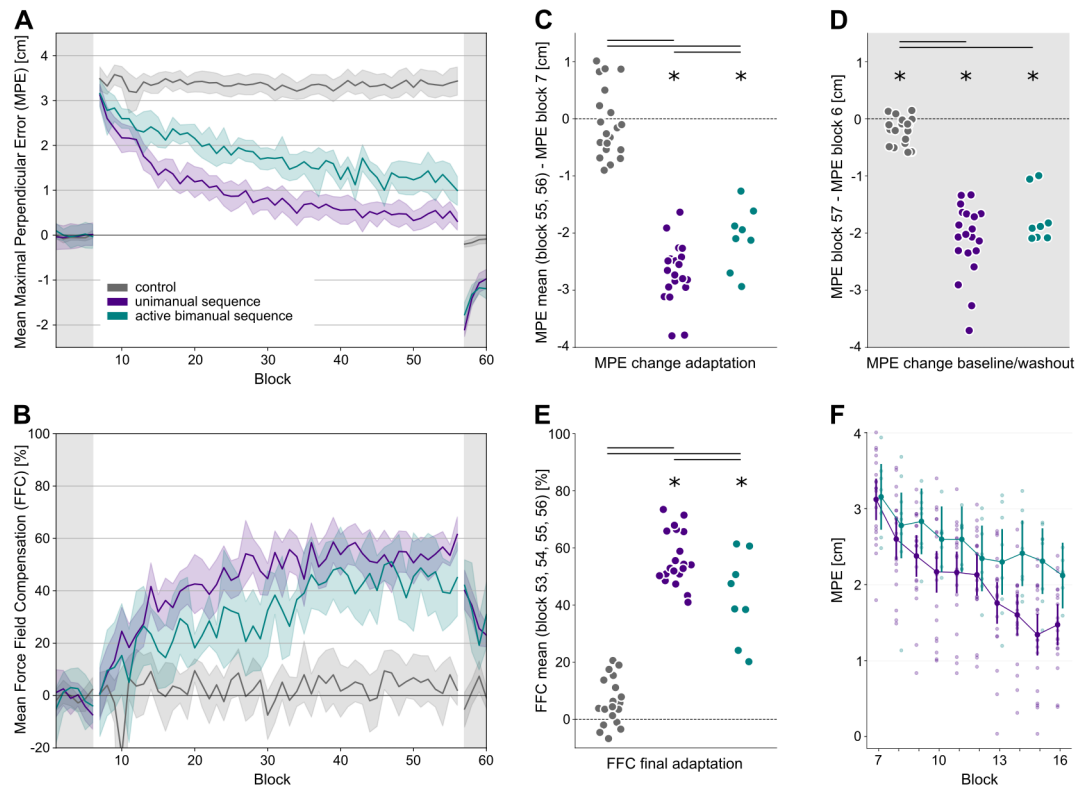 A
Mean Maximal Perpendicular Error (MPE) [cm]
4
3
2
1
0
-1
-2
control
unimanual sequence
active bimanual sequence
10
20
30
40
50
60
Block
C
MPE mean (block 55, 56) - MPE block 7 [cm]
1
0
-1
-2
-3
-4
*
*
MPE change adaptation
D
MPE block 57 - MPE block 6 [cm]
1
0
-1
-2
-3
-4
*
*
*
MPE change baseline/washout
B
Mean Force Field Compensation (FFC) [%]
100
80
60
40
20
0
-20
10
20
30
40
50
60
Block
E
FFC mean (block 53, 54, 55, 56) [%]
100
80
60
40
20
0
*
*
FFC final adaptation
F
MPE [cm]
4
3
2
1
0
7
10
13
16
Block